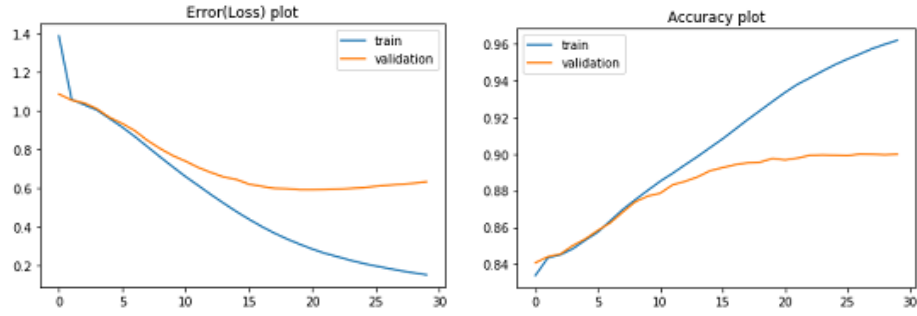 Error(Loss) plot
1.4
1.2
1.0
0.8
0.6
0.4
0.2
train
validation
0 5 10 15 20 25 30
Accuracy plot
0.96
0.94
0.92
0.90
0.88
0.86
0.84
train
validation
0 5 10 15 20 25 30